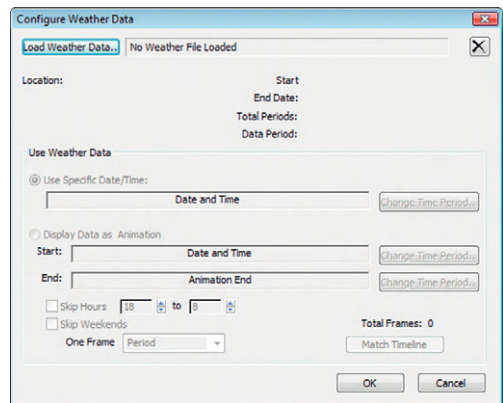 Configure Weather Data
Load Weather Data.. No Weather File Loaded
Location: Start
End Date:
Total Periods:
Data Period:
Use Weather Data
Use Specific Date/Time:
Date and Time Change Time Period..
Display Data as Animation
Start: Date and Time Change Time Period..
End: Animation End Change Time Period..
Skip Hours 18 to 8
Skip Weekends Total Frames: 0
One Frame Period Match Timeline
OK Cancel